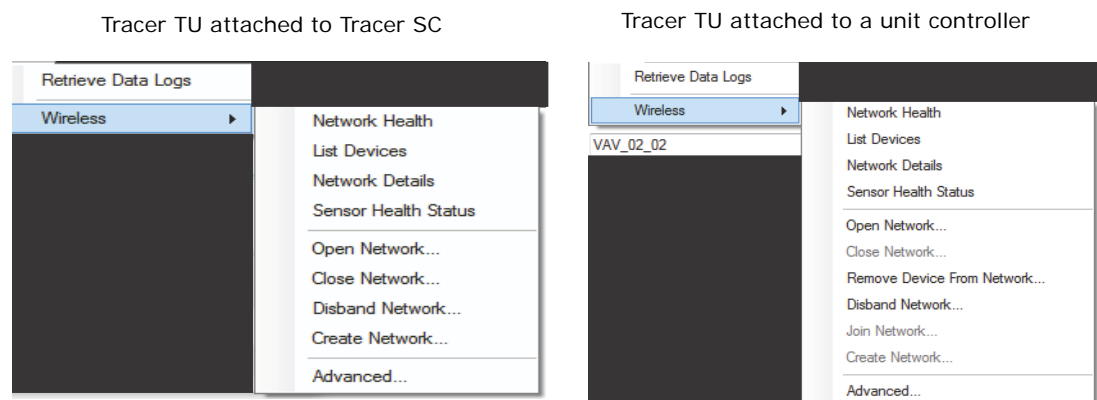 Tracer TU attached to Tracer SC
Retrieve Data Logs
Wireless
Network Health
List Devices
Network Details
Sensor Health Status
Open Network...
Close Network...
Disband Network...
Create Network...
Advanced...
Tracer TU attached to a unit controller
Retrieve Data Logs
Wireless
VAV_02_02
Network Health
List Devices
Network Details
Sensor Health Status
Open Network...
Close Network...
Remove Device From Network...
Disband Network...
Join Network...
Create Network...
Advanced...